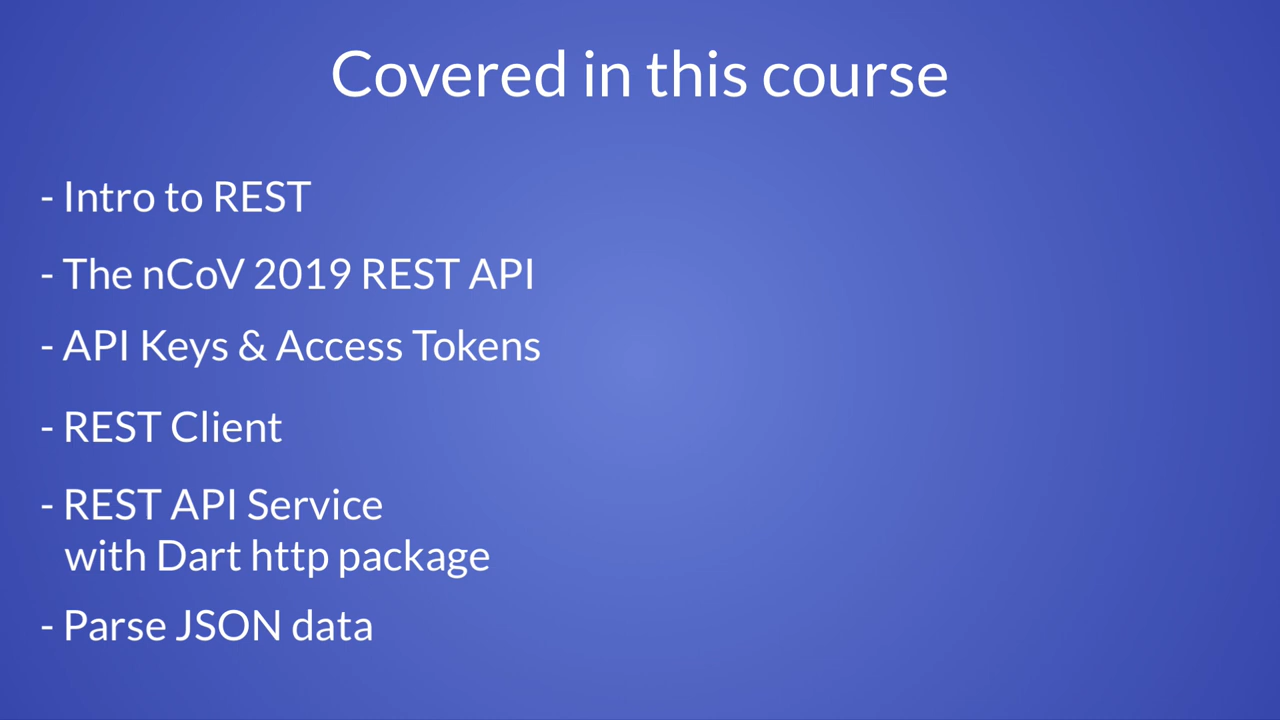 Covered in this course
- Intro to REST
- The nCoV 2019 REST API
- API Keys & Access Tokens
- REST Client
- REST API Service
with Dart http package
- Parse JSON data